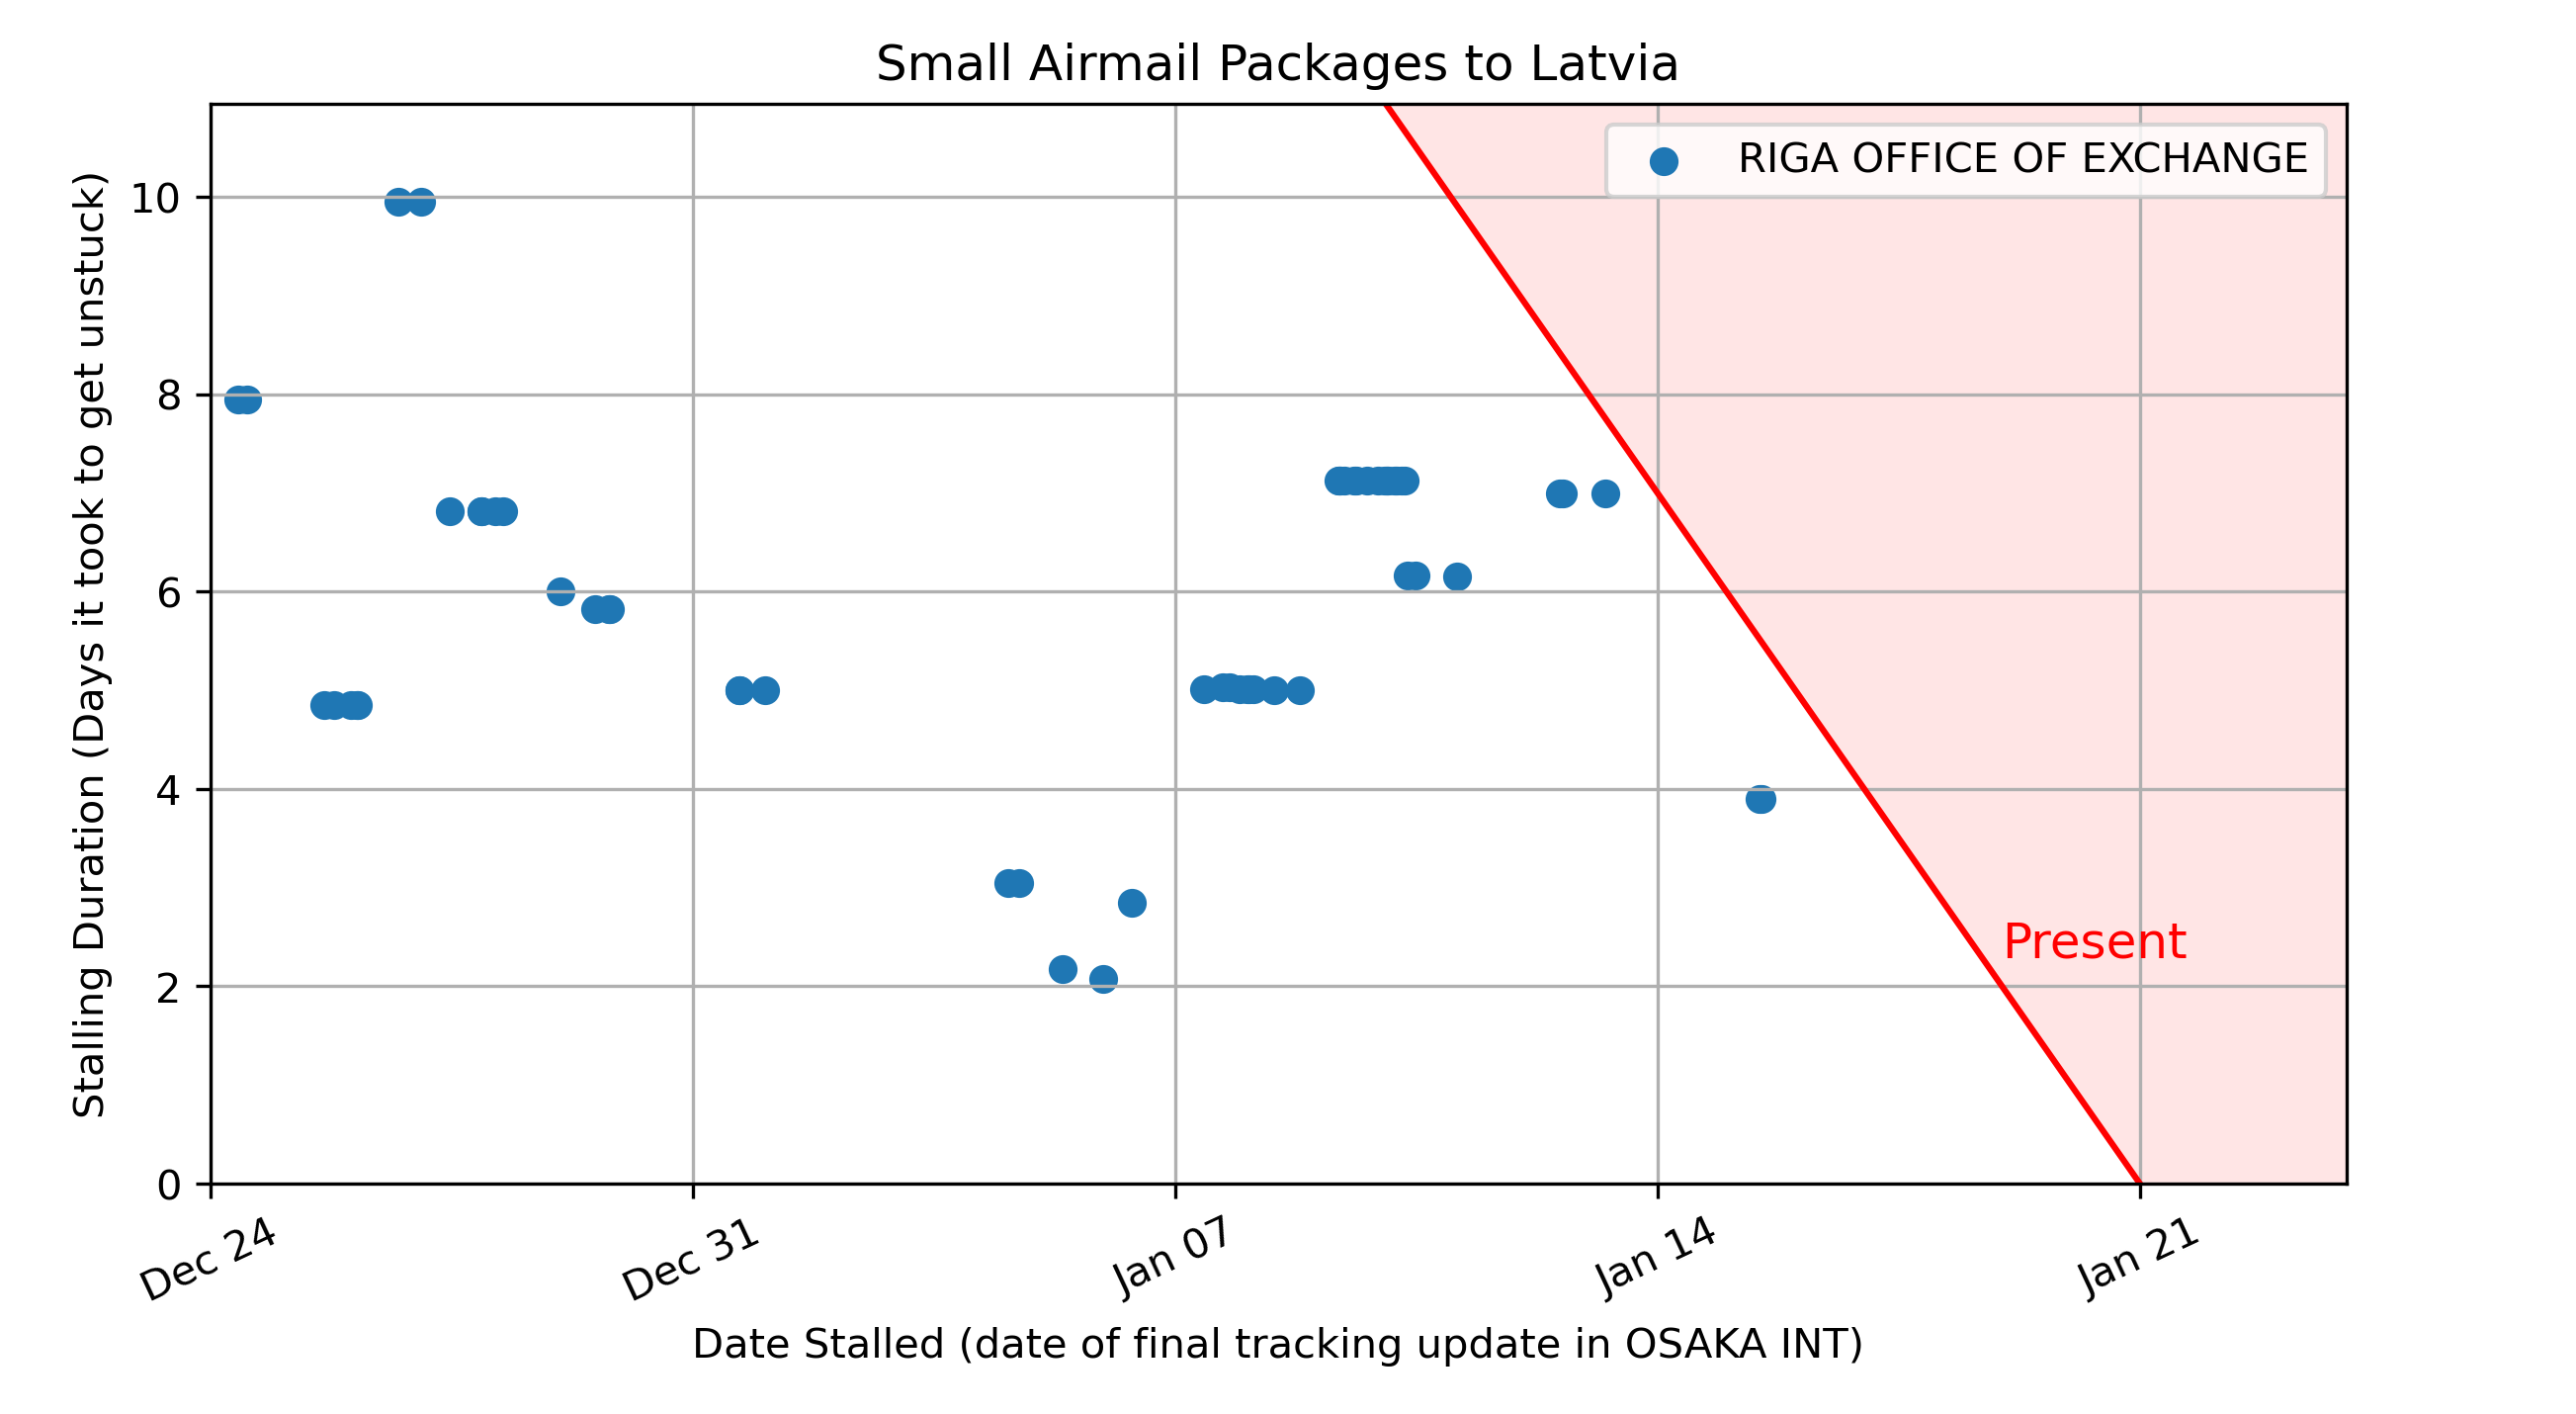 Small Airmail Packages to Latvia
RIGA OFFICE OF EXCHANGE
Stalling Duration (Days it took to get unstuck)
10
8
6
4
2
0
Present
Dec 24
Dec 31
Jan 07
Jan 14
Jan 21
Date Stalled (date of final tracking update in OSAKA INT)